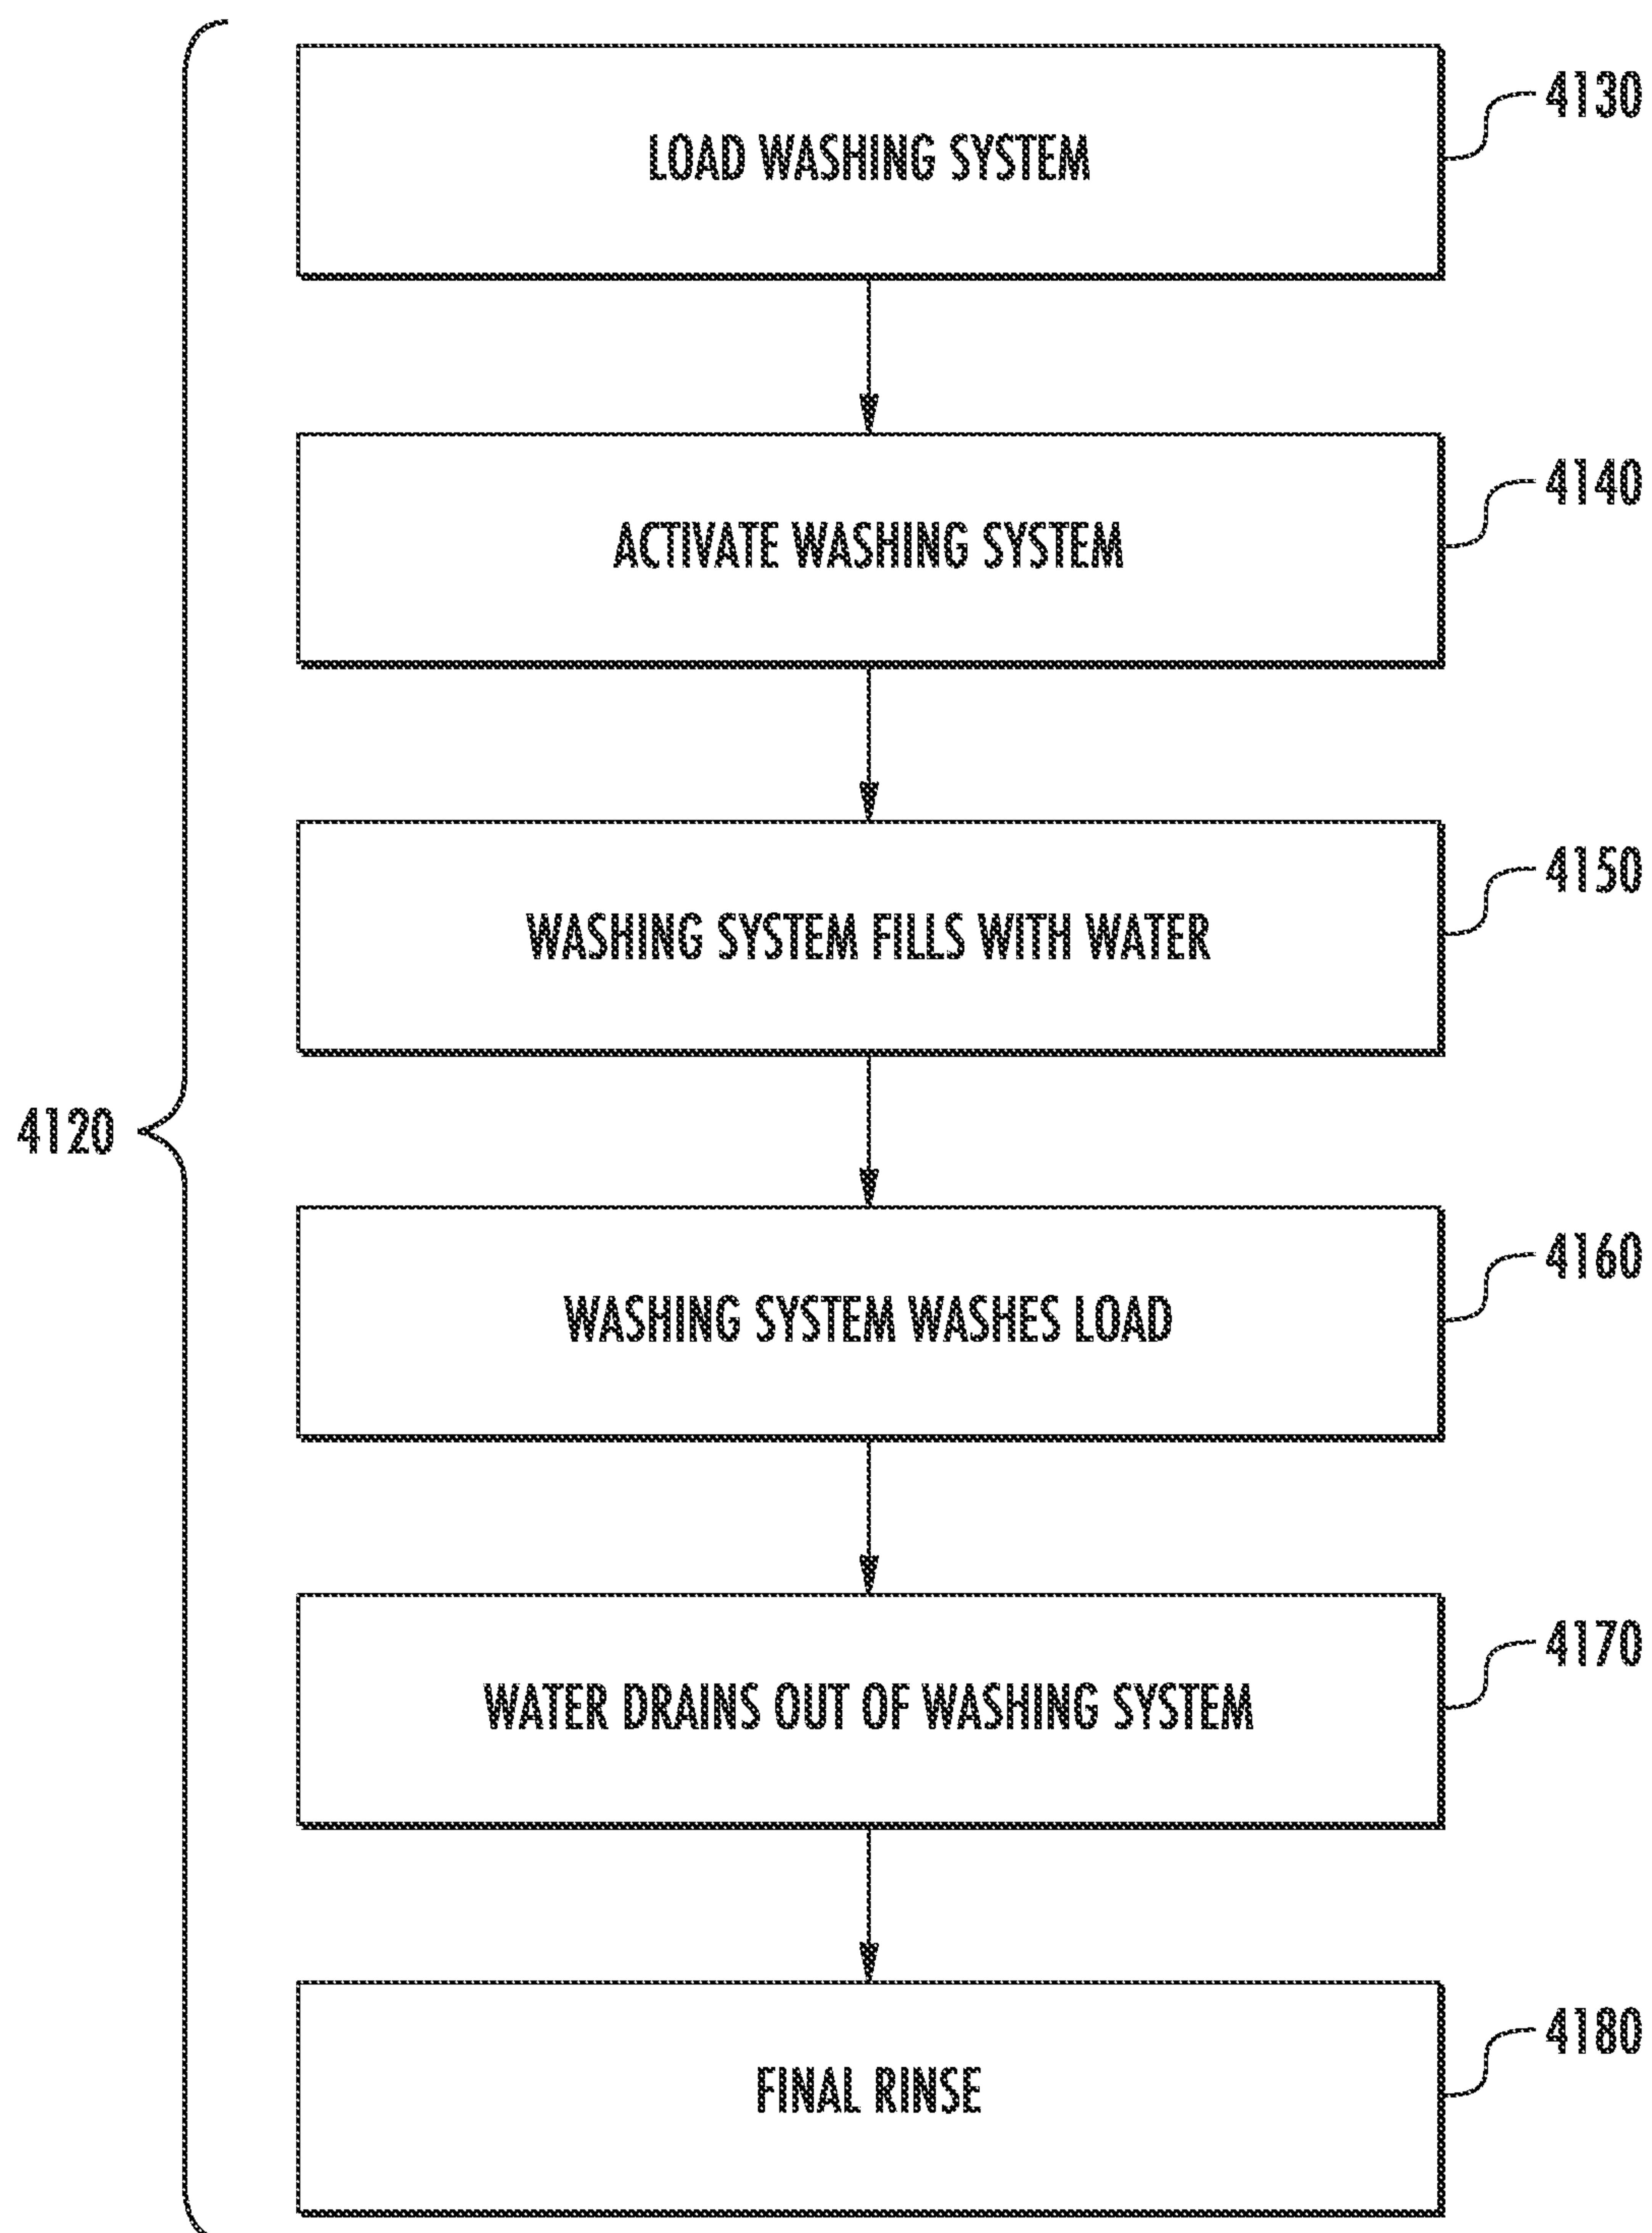 LOAD WASHING SYSTEM
4130
ACTIVATE WASHING SYSTEM
4140
WASHING SYSTEM FILLS WITH WATER
4150
4120
WASHING SYSTEM WASHES LOAD
4160
WATER DRAINS OUT OF WASHING SYSTEM
4170
FINAL RINSE
4180